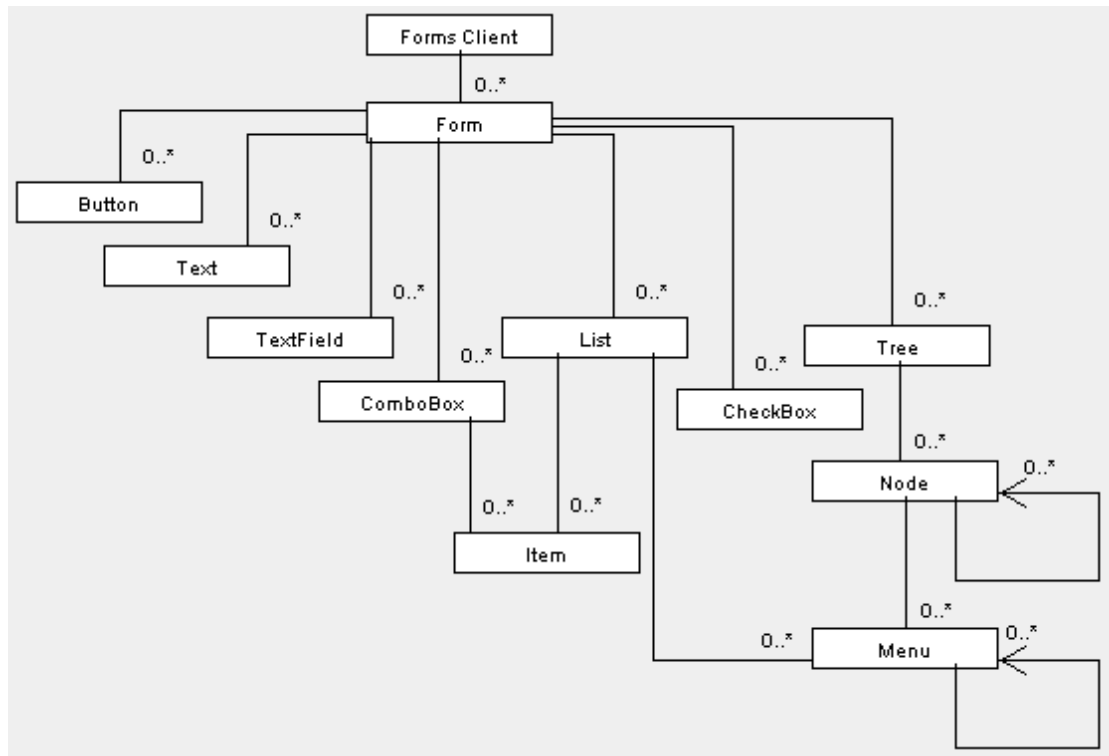 Forms Client
0..*
Form
0..*
Button
0..*
Text
0..*
0..*
0..*
TextField
List
Tree
0..*
0..*
ComboBox
CheckBox
0..*
0..*
Node
0..*
0..*
Item
0..*
0..*
0..*
Menu